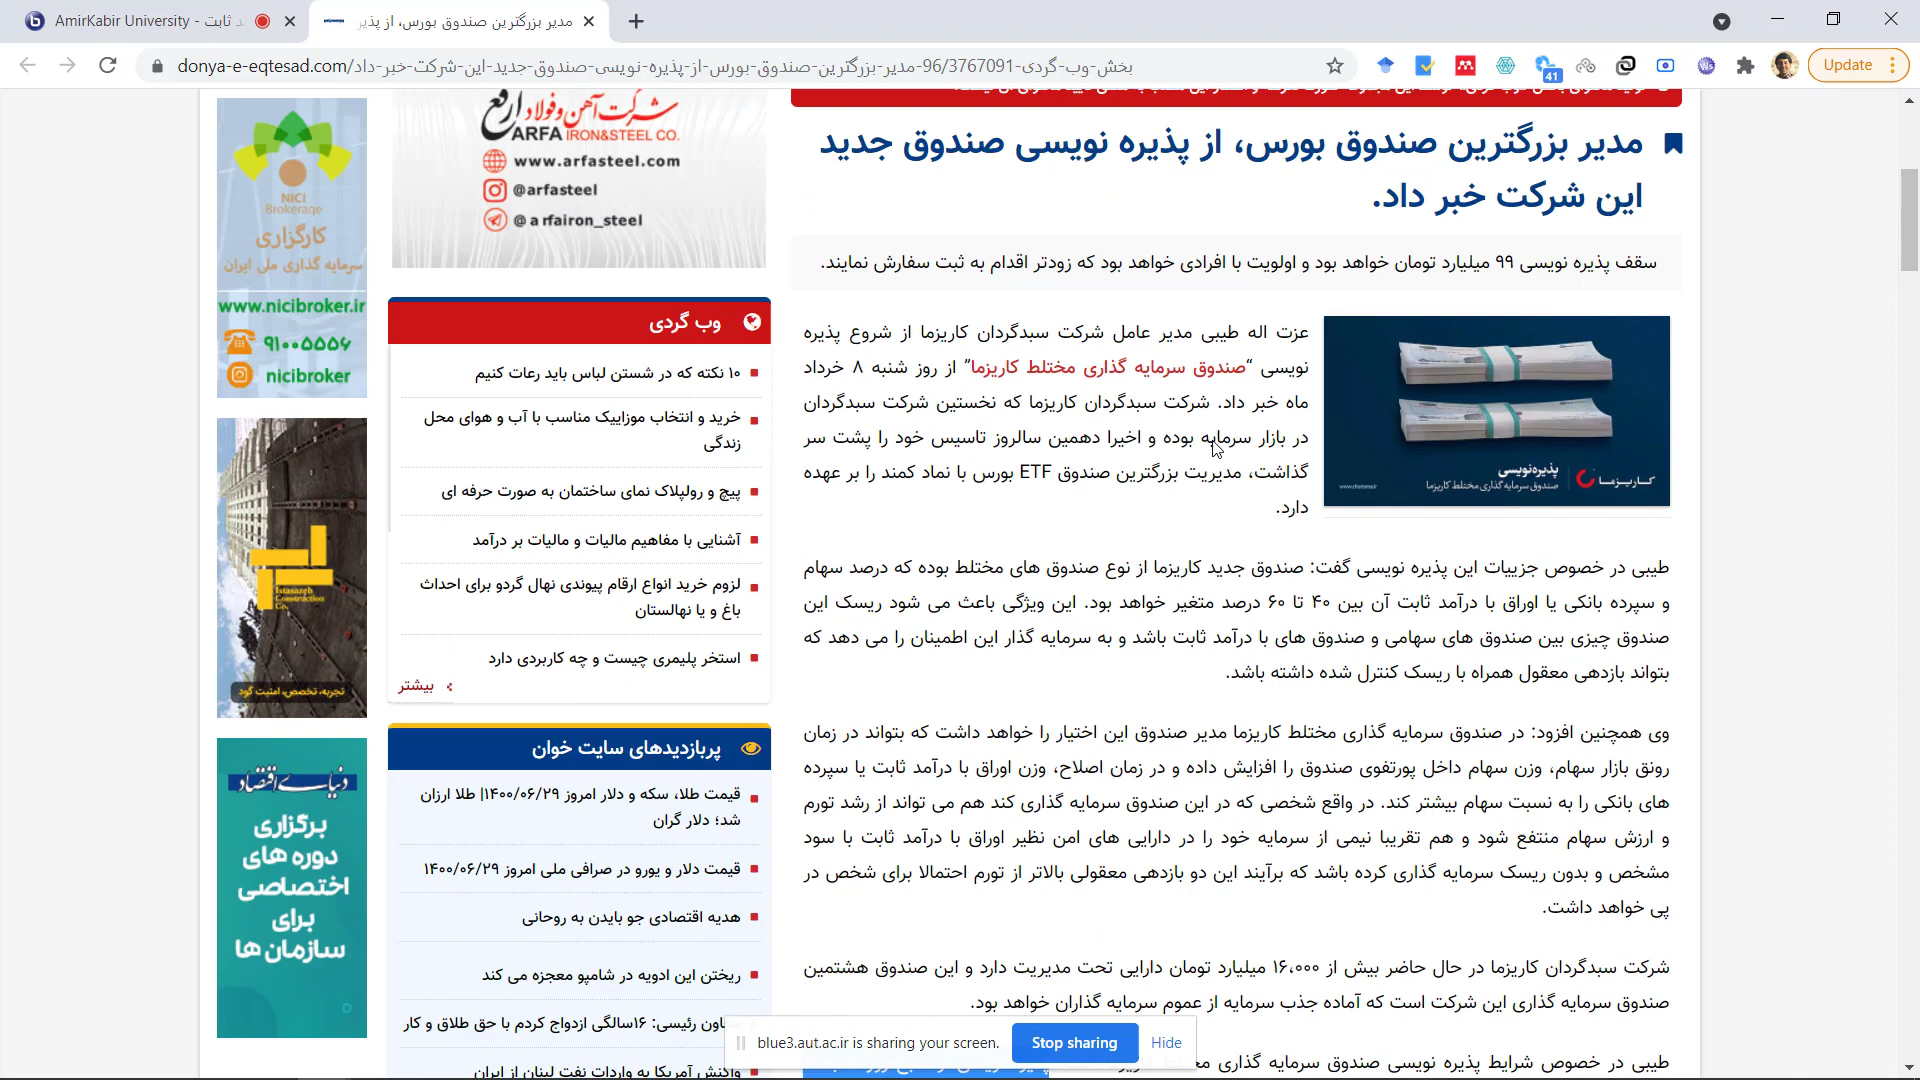 AmirKabir University - د ثابت
مدیر بزرگترین صندوق بورس، از پذیر
donya-e-eqtesad.com/بخش-وب-گردی-96/3767091-مدیر-بزرگترین-صندوق-بورس-از-پذیره-نویسی-صندوق-جدید-این-شرکت-خبر-داد
41
Update
مدیر بزرگترین صندوق بورس، از پذیره نویسی صندوق جدید
این شرکت خبر داد.
سقف پذیره نویسی ۹۹ میلیارد تومان خواهد بود و اولویت با افرادی خواهد بود که زودتر اقدام به ثبت سفارش نمایند.
عزت اله طیبی مدیر عامل شرکت سبدگردان کاریزما از شروع پذیره
نویسی “صندوق سرمایه گذاری مختلط کاریزما” از روز شنبه ۸ خرداد
ماه خبر داد. شرکت سبدگردان کاریزما که نخستین شرکت سبدگردان
در بازار سرمایه بوده و اخیرا دهمین سالروز تاسیس خود را پشت سر
گذاشت، مدیریت بزرگترین صندوق ETF بورس با نماد کمند را بر عهده
دارد.
پذیره‌نویسی
صندوق سرمایه گذاری مختلط کاریزما
کاریزما
طیبی در خصوص جزییات این پذیره نویسی گفت: صندوق جدید کاریزما از نوع صندوق های مختلط بوده که درصد سهام
و سپرده بانکی یا اوراق با درآمد ثابت آن بین ۴۰ تا ۶۰ درصد متغیر خواهد بود. این ویژگی باعث می شود ریسک این
صندوق چیزی بین صندوق های سهامی و صندوق های با درآمد ثابت باشد و به سرمایه گذار این اطمینان را می دهد که
بتواند بازدهی معقول همراه با ریسک کنترل شده داشته باشد.
وی همچنین افزود: در صندوق سرمایه گذاری مختلط کاریزما مدیر صندوق این اختیار را خواهد داشت که بتواند در زمان
رونق بازار سهام، وزن سهام داخل پورتفوی صندوق را افزایش داده و در زمان اصلاح، وزن اوراق با درآمد ثابت یا سپرده
های بانکی را به نسبت سهام بیشتر کند. در واقع شخصی که در این صندوق سرمایه گذاری کند هم می تواند از رشد تورم
و ارزش سهام منتفع شود و هم تقریبا نیمی از سرمایه خود را در دارایی های امن نظیر اوراق با درآمد ثابت با سود
مشخص و بدون ریسک سرمایه گذاری کرده باشد که برآیند این دو بازدهی معقولی بالاتر از تورم احتمالا برای شخص در
پی خواهد داشت.
شرکت سبدگردان کاریزما در حال حاضر بیش از ۱۶،۰۰۰ میلیارد تومان دارایی تحت مدیریت دارد و این صندوق هشتمین
صندوق سرمایه گذاری این شرکت است که آماده جذب سرمایه از عموم سرمایه گذاران خواهد بود.
طیبی در خصوص شرایط پذیره نویسی صندوق سرمایه گذاری
شرکت آهن و فولاد ارفع
ARFA IRON&STEEL CO.
www.arfasteel.com
@arfasteel
@arfairon_steel
وب گردی
۱۰ نکته که در شستن لباس باید رعات کنیم
خرید و انتخاب موزاییک مناسب با آب و هوای محل
زندگی
پیچ و رولپلاک نمای ساختمان به صورت حرفه ای
آشنایی با مفاهیم مالیات و مالیات بر درآمد
لزوم خرید انواع ارقام پیوندی نهال گردو برای احداث
باغ و یا نهالستان
استخر پلیمری چیست و چه کاربردی دارد
بیشتر
پربازدیدهای سایت خوان
قیمت طلا، سکه و دلار امروز ۱۴۰۰/۰۶/۲۹| طلا ارزان
شد؛ دلار گران
قیمت دلار و یورو در صرافی ملی امروز ۱۴۰۰/۰۶/۲۹
هدیه اقتصادی جو بایدن به روحانی
ریختن این ادویه در شامپو معجزه می کند
رئیسی: ۱۶سالگی ازدواج کردم با حق طلاق و کار
واکنش آمریکا به واردات نفت لبنان از ایران
NICI
Brokerage
کارگزاری
سرمایه گذاری ملی ایران
www.nicibroker.ir
۹۱۰۰۵۵۵۴
nicibroker
Istasazeh
Construction
Co.
تجربه، تخصص، امنیت گود
دنیای اقتصاد
برگزاری
دوره های
اختصاصی
برای
سازمان ها
blue3.aut.ac.ir is sharing your screen.
Stop sharing
Hide